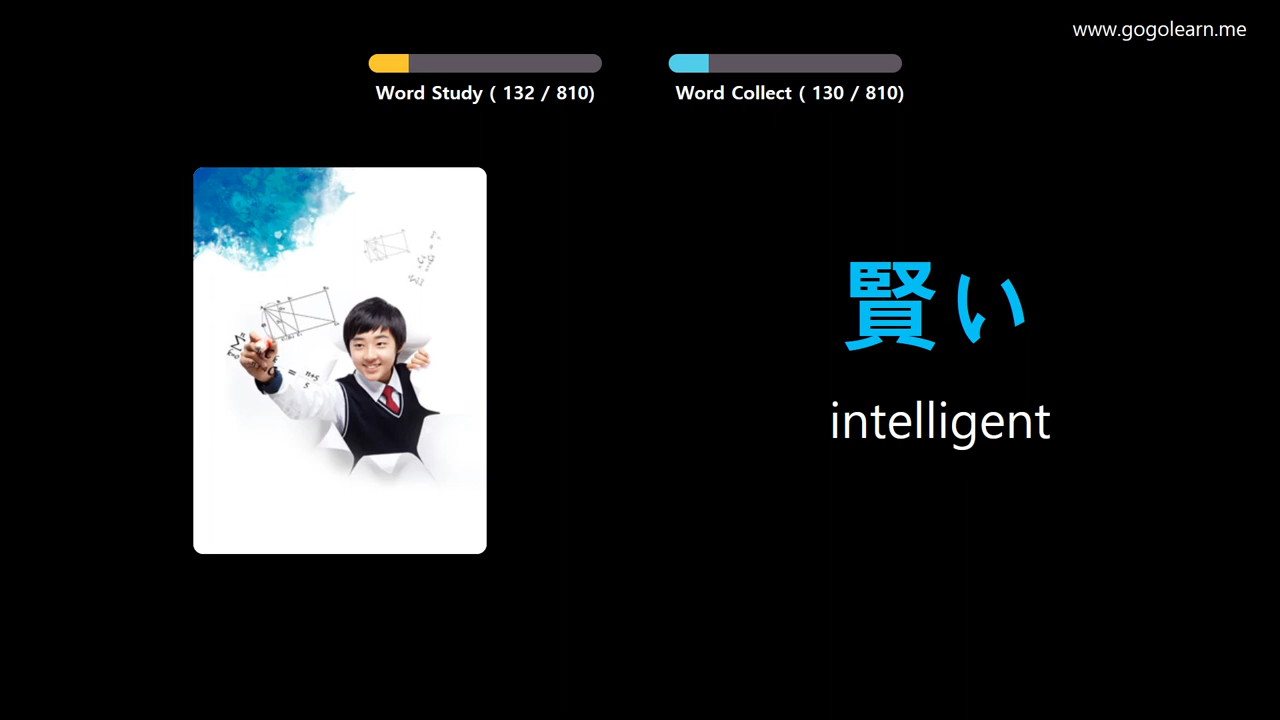 www.gogolearn.me
Word Study ( 132 / 810)
Word Collect ( 130 / 810)
賢い
intelligent